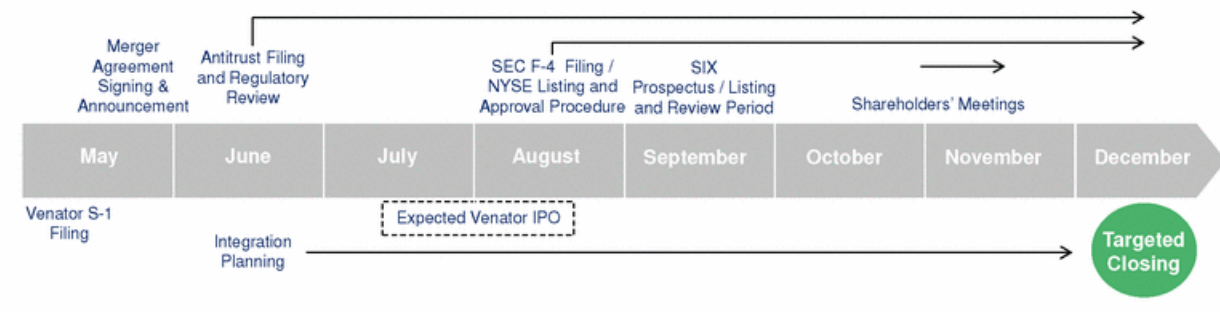 Merger
Agreement
Signing &
Announcement
Antitrust Filing
and Regulatory
Review
SEC F-4 Filing /
NYSE Listing and
Approval Procedure
SIX
Prospectus / Listing
and Review Period
Shareholders' Meetings
May
June
July
August
September
October
November
December
Venator S-1
Filing
Integration
Planning
Expected Venator IPO
Targeted
Closing